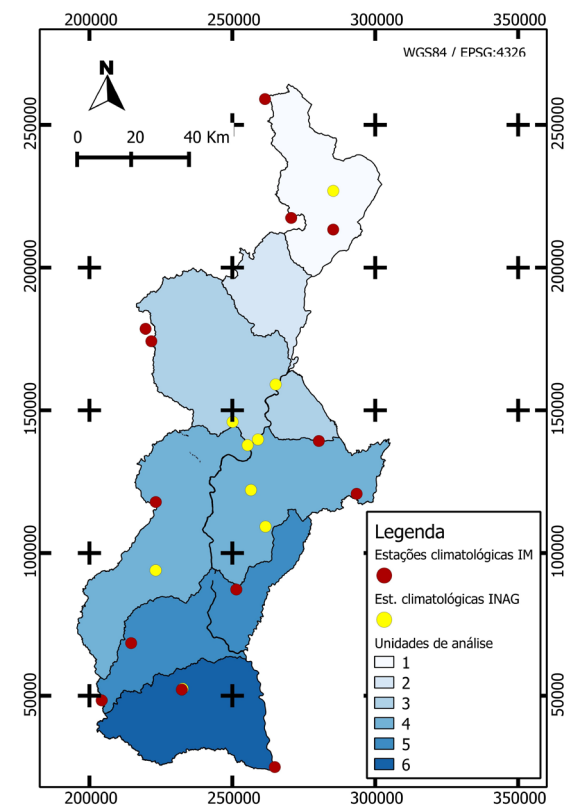 200000 250000 300000 350000
WGS84 / EPSG:4326
N
0 20 40 Km
250000 250000
200000 200000
150000 150000
100000 100000
50000 50000
Legenda
Estações climatológicas IM
Est. climatológicas INAG
Unidades de análise
1
2
3
4
5
6
200000 250000 300000 350000